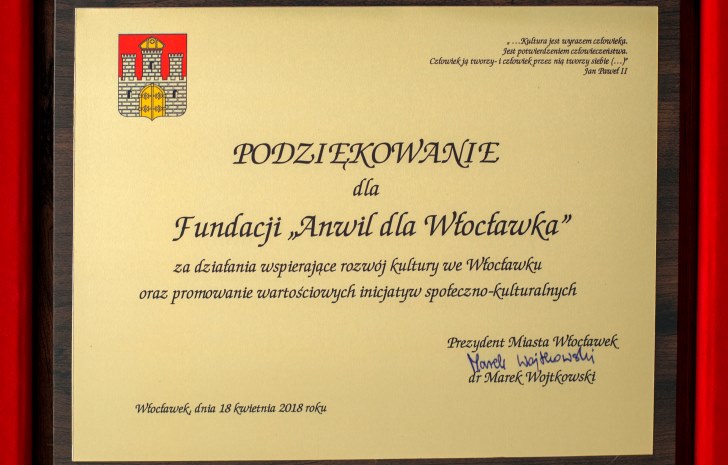 „ …Kultura jest wyrazem człowieka.
Jest potwierdzeniem człowieczeństwa.
Człowiek ją tworzy- i człowiek przez nią tworzy siebie (…)"
Jan Paweł II
PODZIĘKOWANIE
dla
Fundacji „Anwil dla Włocławka"
za działania wspierające rozwój kultury we Włocławku
oraz promowanie wartościowych inicjatyw społeczno-kulturalnych
Prezydent Miasta Włocławek
Marek Wojtkowski
dr Marek Wojtkowski
Włocławek, dnia 18 kwietnia 2018 roku